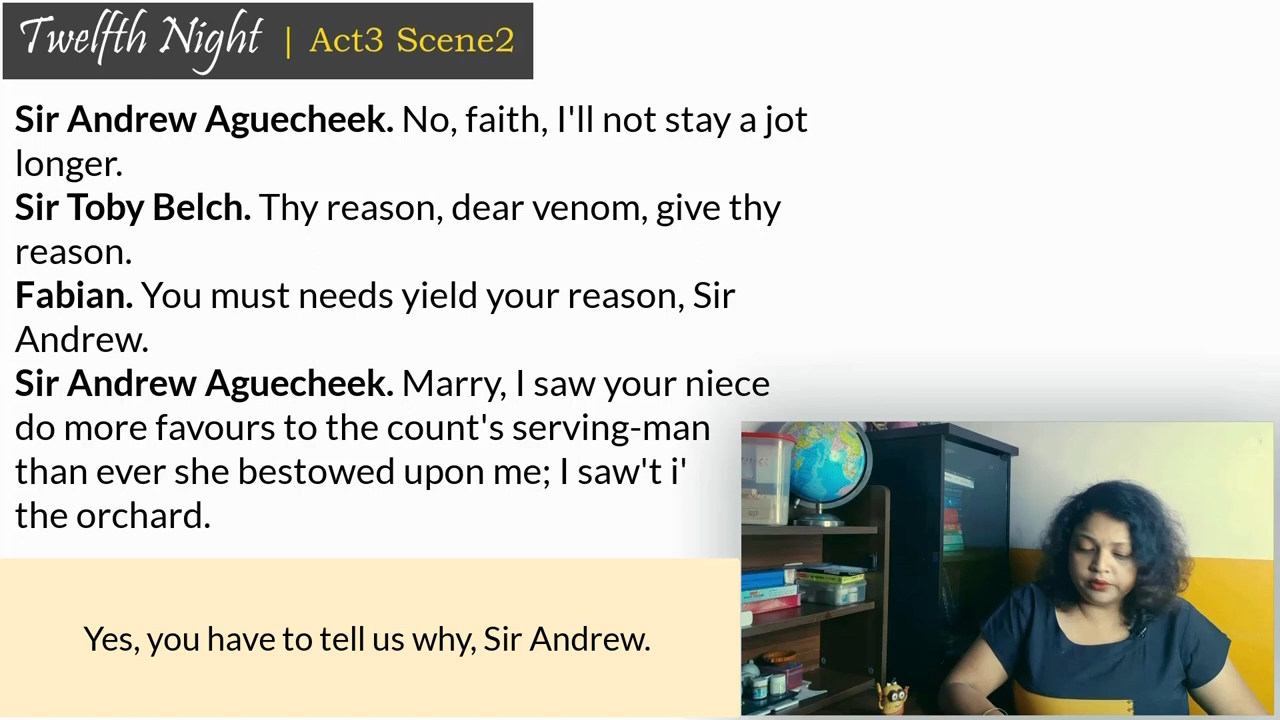 Twelfth Night | Act3 Scene2
Sir Andrew Aguecheek. No, faith, I'll not stay a jot
longer.
Sir Toby Belch. Thy reason, dear venom, give thy
reason.
Fabian. You must needs yield your reason, Sir
Andrew.
Sir Andrew Aguecheek. Marry, I saw your niece
do more favours to the count's serving-man
than ever she bestowed upon me; I saw't i'
the orchard.
Yes, you have to tell us why, Sir Andrew.